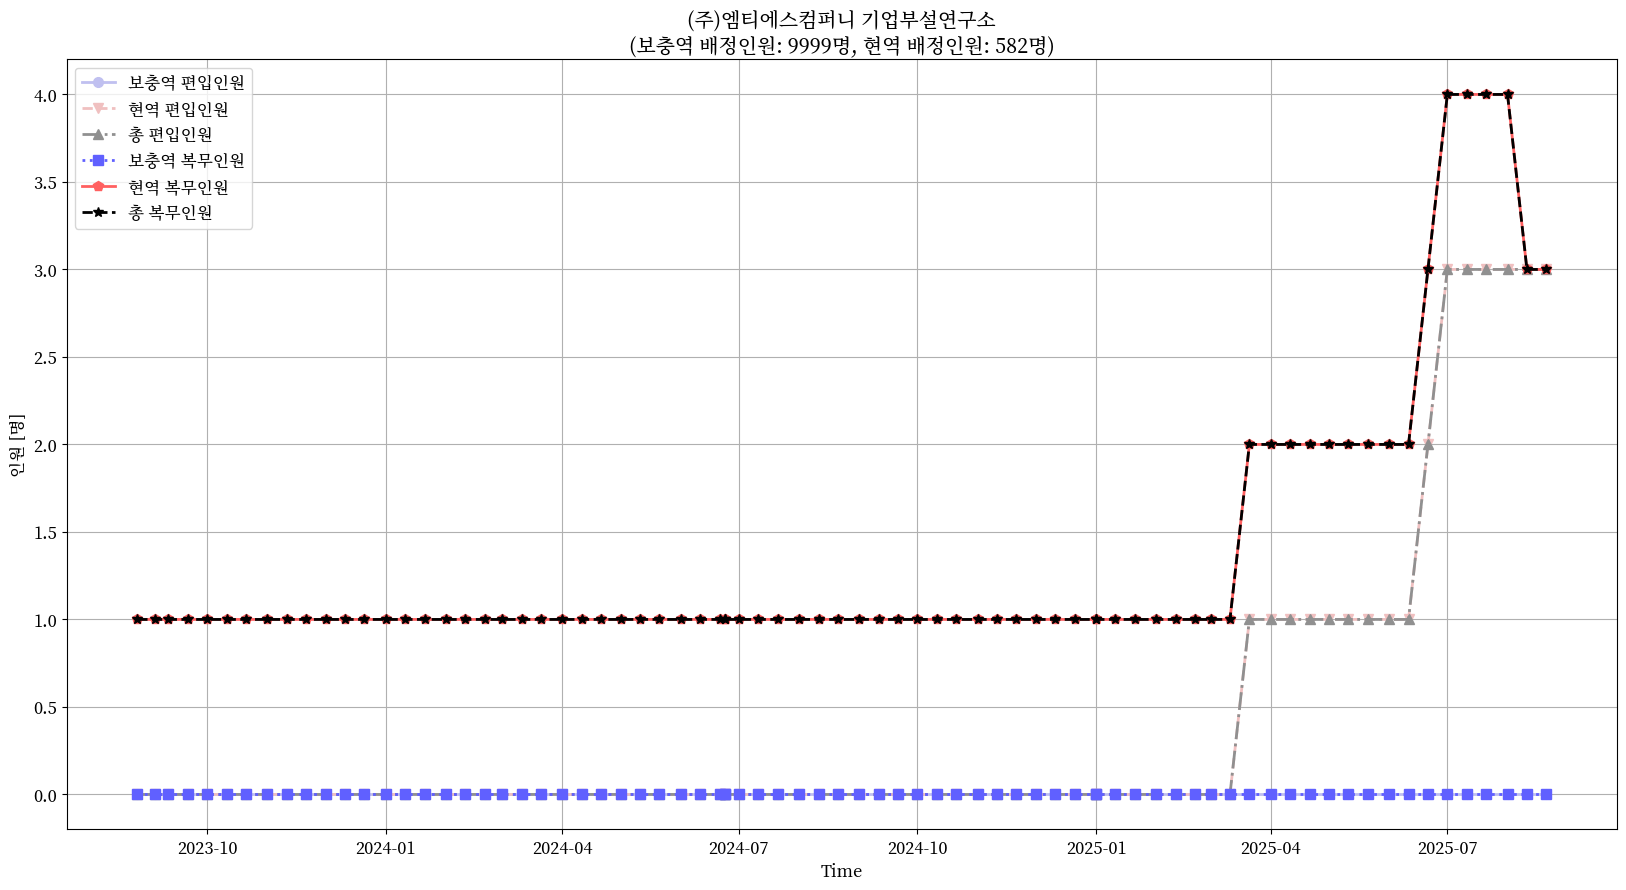 (주)엠티에스컴퍼니 기업부설연구소
(보충역 배정인원: 9999명, 현역 배정인원: 582명)
보충역 편입인원
현역 편입인원
총 편입인원
보충역 복무인원
현역 복무인원
총 복무인원
4.0
3.5
3.0
2.5
2.0
1.5
1.0
0.5
0.0
인원 [명]
2023-10
2024-01
2024-04
2024-07
2024-10
2025-01
2025-04
2025-07
Time